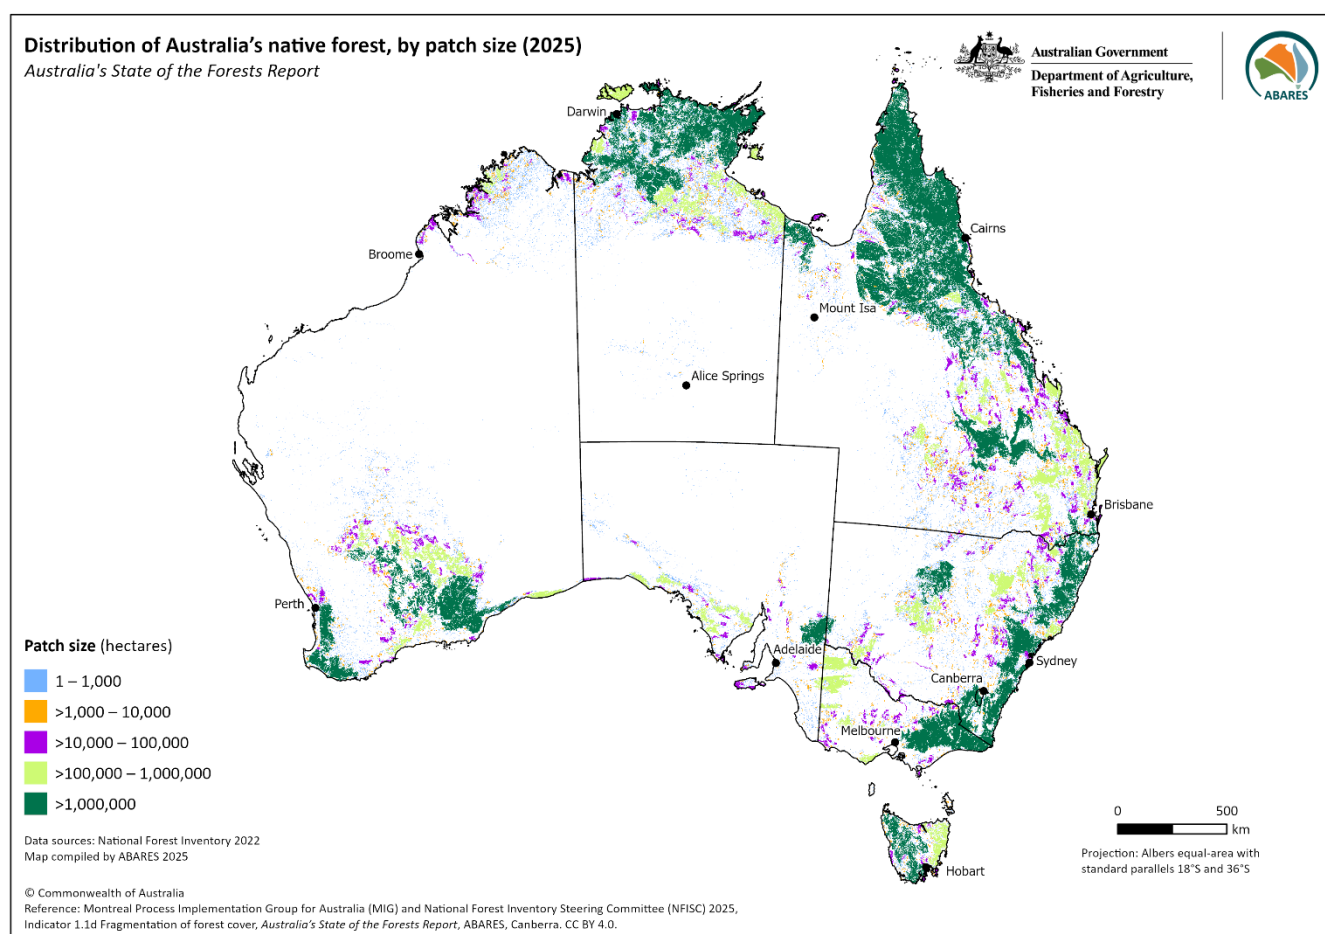 Distribution of Australia’s native forest, by patch size (2025)
Australia's State of the Forests Report
Australian Government
Department of Agriculture,
Fisheries and Forestry
ABARES
Darwin
Cairns
Broome
Mount Isa
Alice Springs
Brisbane
Perth
Adelaide
Sydney
Canberra
Melbourne
Hobart
Patch size (hectares)
1 – 1,000
>1,000 – 10,000
>10,000 – 100,000
>100,000 – 1,000,000
>1,000,000
0 500
km
Projection: Albers equal-area with
standard parallels 18°S and 36°S
Data sources: National Forest Inventory 2022
Map compiled by ABARES 2025
© Commonwealth of Australia
Reference: Montreal Process Implementation Group for Australia (MIG) and National Forest Inventory Steering Committee (NFISC) 2025,
Indicator 1.1d Fragmentation of forest cover, Australia’s State of the Forests Report, ABARES, Canberra. CC BY 4.0.